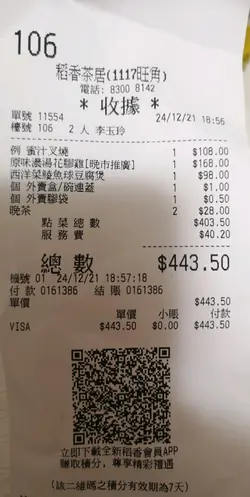 106
稻香茶居(1117旺角)
電話: 8300 8142
* 收據 *
單號 11554 24/12/21 18:56
檯號 106 2 人 李玉玲
例 蜜汁叉燒 1 $108.00
原味濃湯花膠雞[晚市推廣] 1 $168.00
西洋菜鯪魚球豆腐煲 1 $98.00
個 外賣盒/碗連蓋 1 $1.00
個 外賣膠袋 1 $0.50
晚茶 2 $28.00
點菜總數 $403.50
服務費 $40.20
總數 $443.50
機號 01 24/12/21 18:57:18
付款 0161386 結賬 0161386
單價 $443.50
單價 小賬 付款
VISA $443.50 $0.00 $443.50
立即下載全新稻香會員APP
賺取積分，尊享精彩禮遇
(該二維碼之積分有效期為7天)